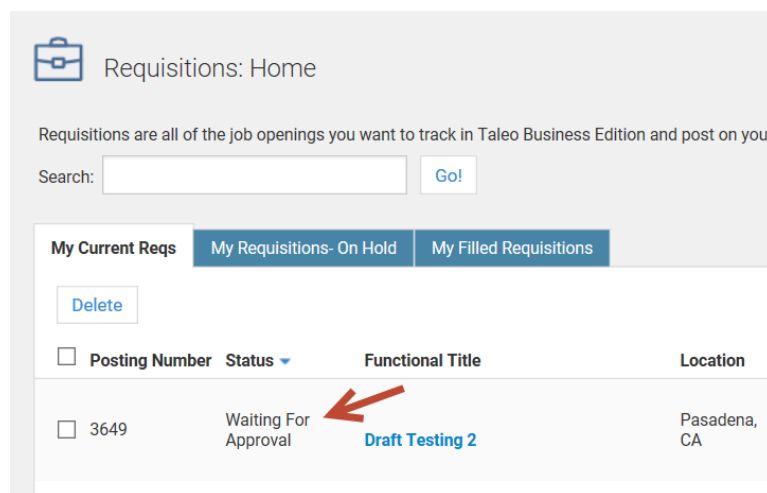 Requisitions: Home
Requisitions are all of the job openings you want to track in Taleo Business Edition and post on you
Search: Go!
My Current Reqs My Requisitions- On Hold My Filled Requisitions
Delete
Posting Number Status Functional Title Location
3649 Waiting For Approval Draft Testing 2 Pasadena, CA